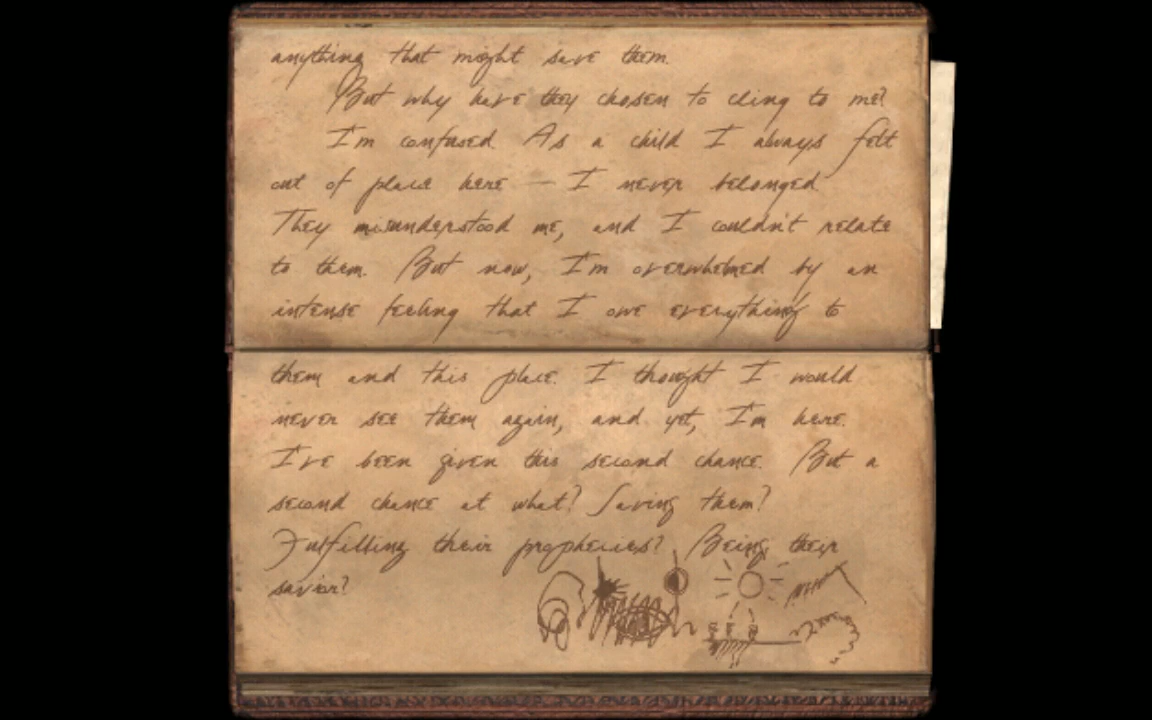 anything that might save them.
But why have they chosen to cling to me?
I'm confused. As a child I always felt
out of place here — I never belonged.
They misunderstood me, and I couldn't relate
to them. But now, I'm overwhelmed by an
intense feeling that I owe everything to
them and this place. I thought I would
never see them again, and yet, I'm here.
I've been given this second chance. But a
second chance at what? Saving them?
Fulfilling their prophecies? Being their
savior?